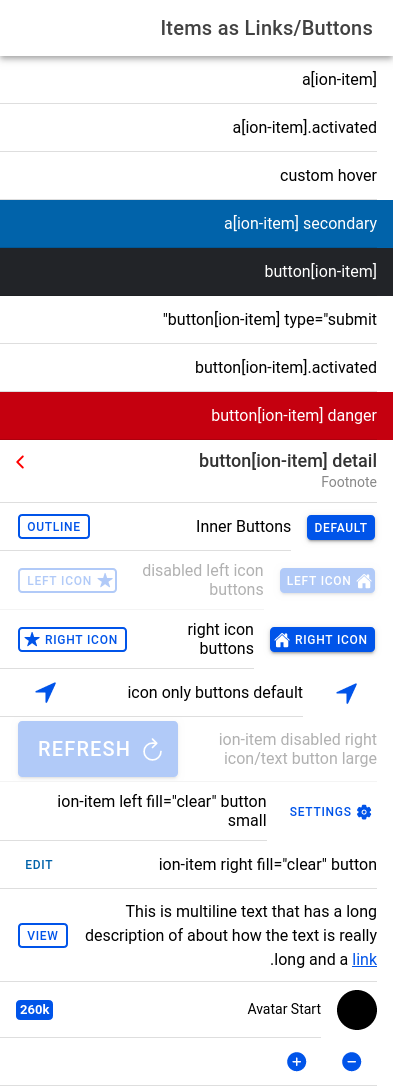 Items as Links/Buttons
a[ion-item]
a[ion-item].activated
custom hover
a[ion-item] secondary
button[ion-item]
"button[ion-item] type="submit
button[ion-item].activated
button[ion-item] danger
button[ion-item] detail
Footnote
DEFAULT
Inner Buttons
OUTLINE
LEFT ICON
disabled left icon
buttons
LEFT ICON
RIGHT ICON
right icon
buttons
RIGHT ICON
icon only buttons default
ion-item disabled right
icon/text button large
REFRESH
SETTINGS
ion-item left fill="clear" button
small
ion-item right fill="clear" button
EDIT
This is multiline text that has a long
description of about how the text is really
.long and a link
VIEW
Avatar Start
260k